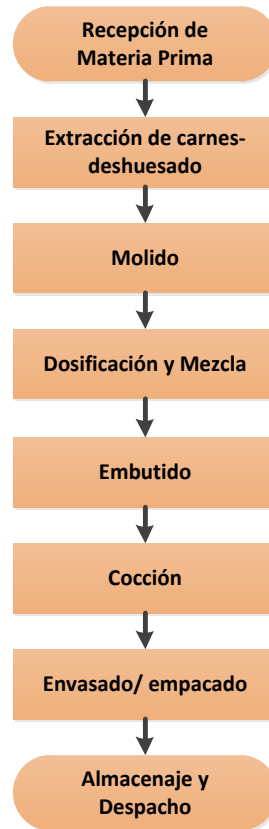 Recepción de
Materia Prima
Extracción de carnes-
deshuesado
Molido
Dosificación y Mezcla
Embutido
Cocción
Envasado/ empacado
Almacenaje y
Despacho